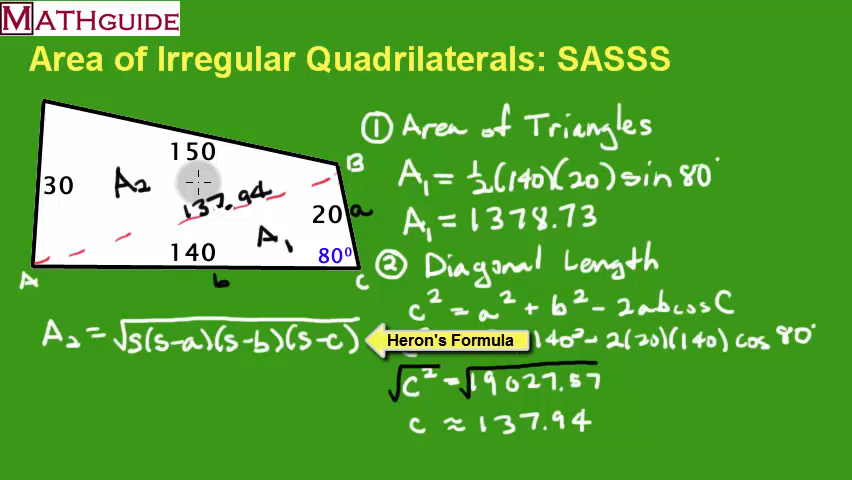 MATHGUIDE
Area of Irregular Quadrilaterals: SASSS
① Area of Triangles
A₁ = ½(140)(20) sin 80°
A₁ = 1378.73
② Diagonal Length
c² = a² + b² - 2ab cos C
140² - 2(20)(140) cos 80°
√c² = √19027.57
c ≈ 137.94
150
B
30
A₂
137.94
20
a
A₁
140
80⁰
A
b
C
A₂ = √s(s-a)(s-b)(s-c)
Heron's Formula